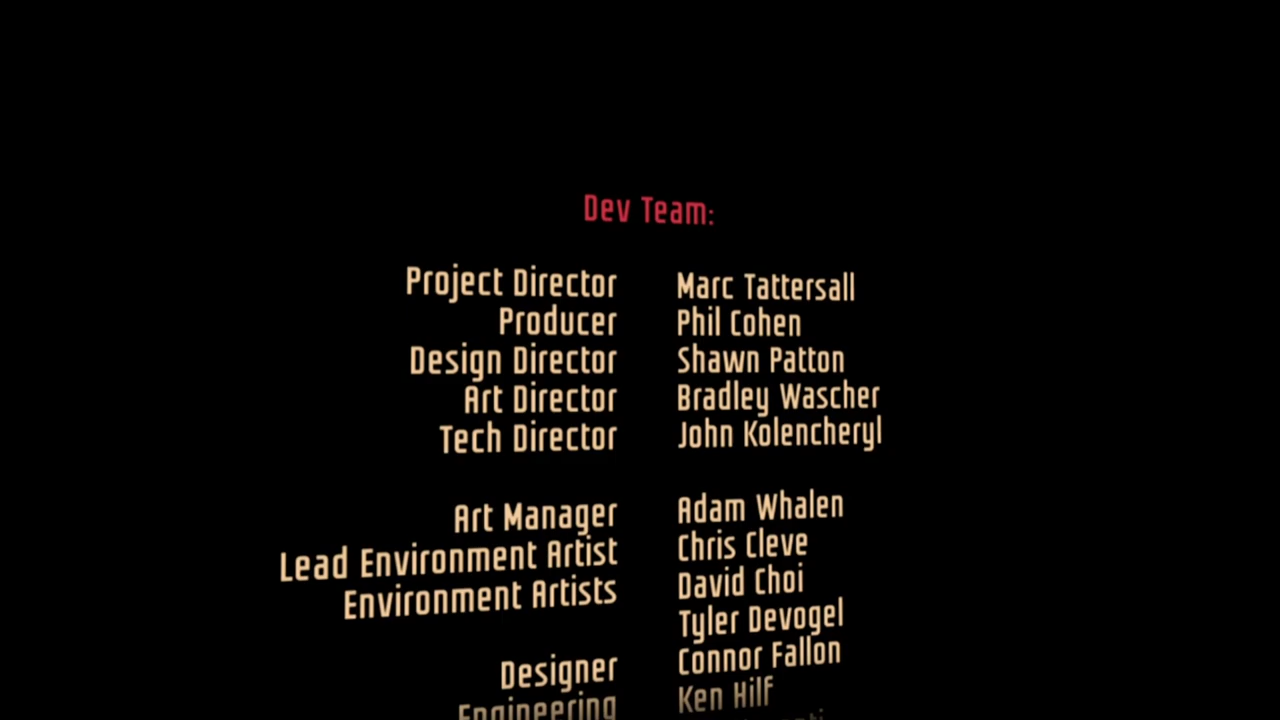 Dev Team:
Project Director Marc Tattersall
Producer Phil Cohen
Design Director Shawn Patton
Art Director Bradley Wascher
Tech Director John Kolencheryl
Art Manager Adam Whalen
Lead Environment Artist Chris Cleve
Environment Artists David Choi
Tyler Devogel
Designer Connor Fallon
Engineering Ken Hilf